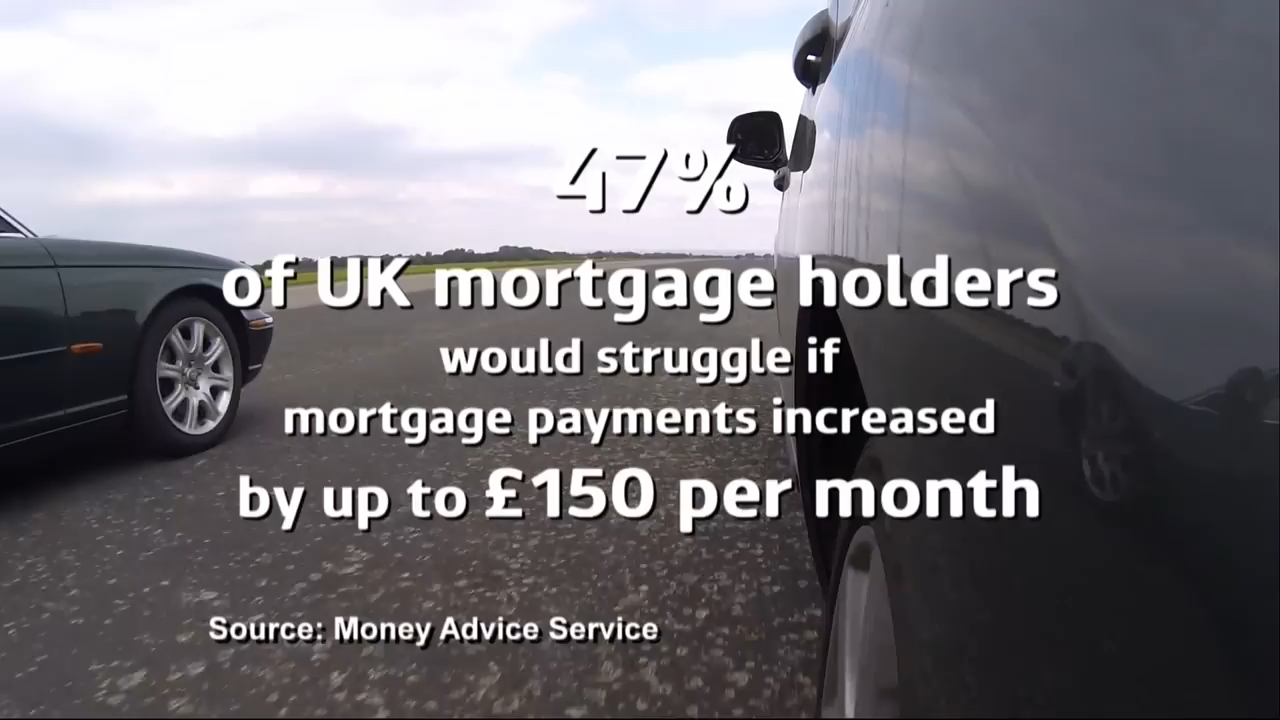 47%
of UK mortgage holders
would struggle if
mortgage payments increased
by up to £150 per month
Source: Money Advice Service